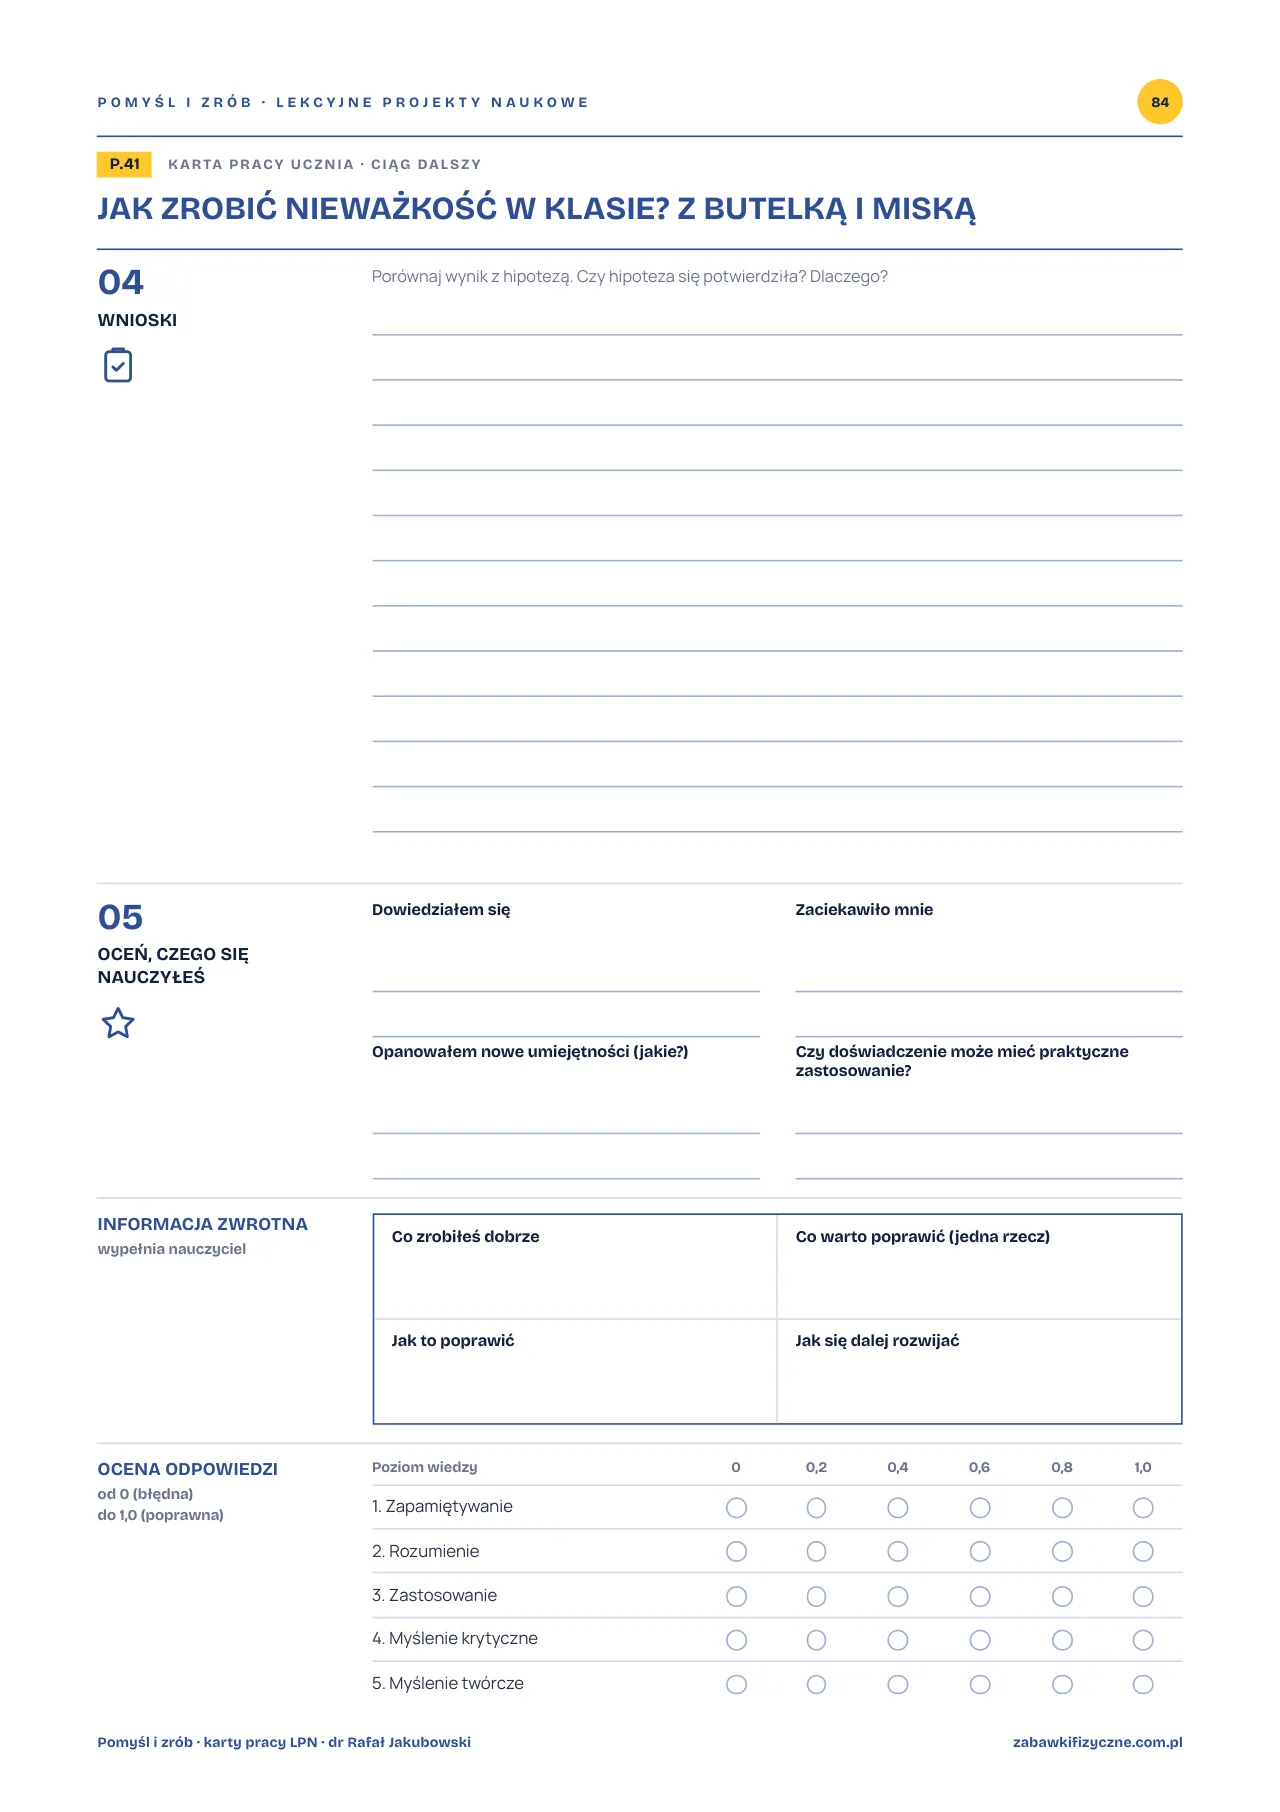 POMYŚL I ZRÓB · LEKCYJNE PROJEKTY NAUKOWE
84
P.41 KARTA PRACY UCZNIA · CIĄG DALSZY
JAK ZROBIĆ NIEWAŻKOŚĆ W KLASIE? Z BUTELKĄ I MISKĄ
04
WNIOSKI
Porównaj wynik z hipotezą. Czy hipoteza się potwierdziła? Dlaczego?
05
OCEŃ, CZEGO SIĘ
NAUCZYŁEŚ
Dowiedziałem się
Zaciekawiło mnie
Opanowałem nowe umiejętności (jakie?)
Czy doświadczenie może mieć praktyczne
zastosowanie?
INFORMACJA ZWROTNA
wypełnia nauczyciel
Co zrobiłeś dobrze
Co warto poprawić (jedna rzecz)
Jak to poprawić
Jak się dalej rozwijać
OCENA ODPOWIEDZI
od 0 (błędna)
do 1,0 (poprawna)
Poziom wiedzy 0 0,2 0,4 0,6 0,8 1,0
1. Zapamiętywanie
2. Rozumienie
3. Zastosowanie
4. Myślenie krytyczne
5. Myślenie twórcze
Pomyśl i zrób · karty pracy LPN · dr Rafał Jakubowski
zabawkifizyczne.com.pl